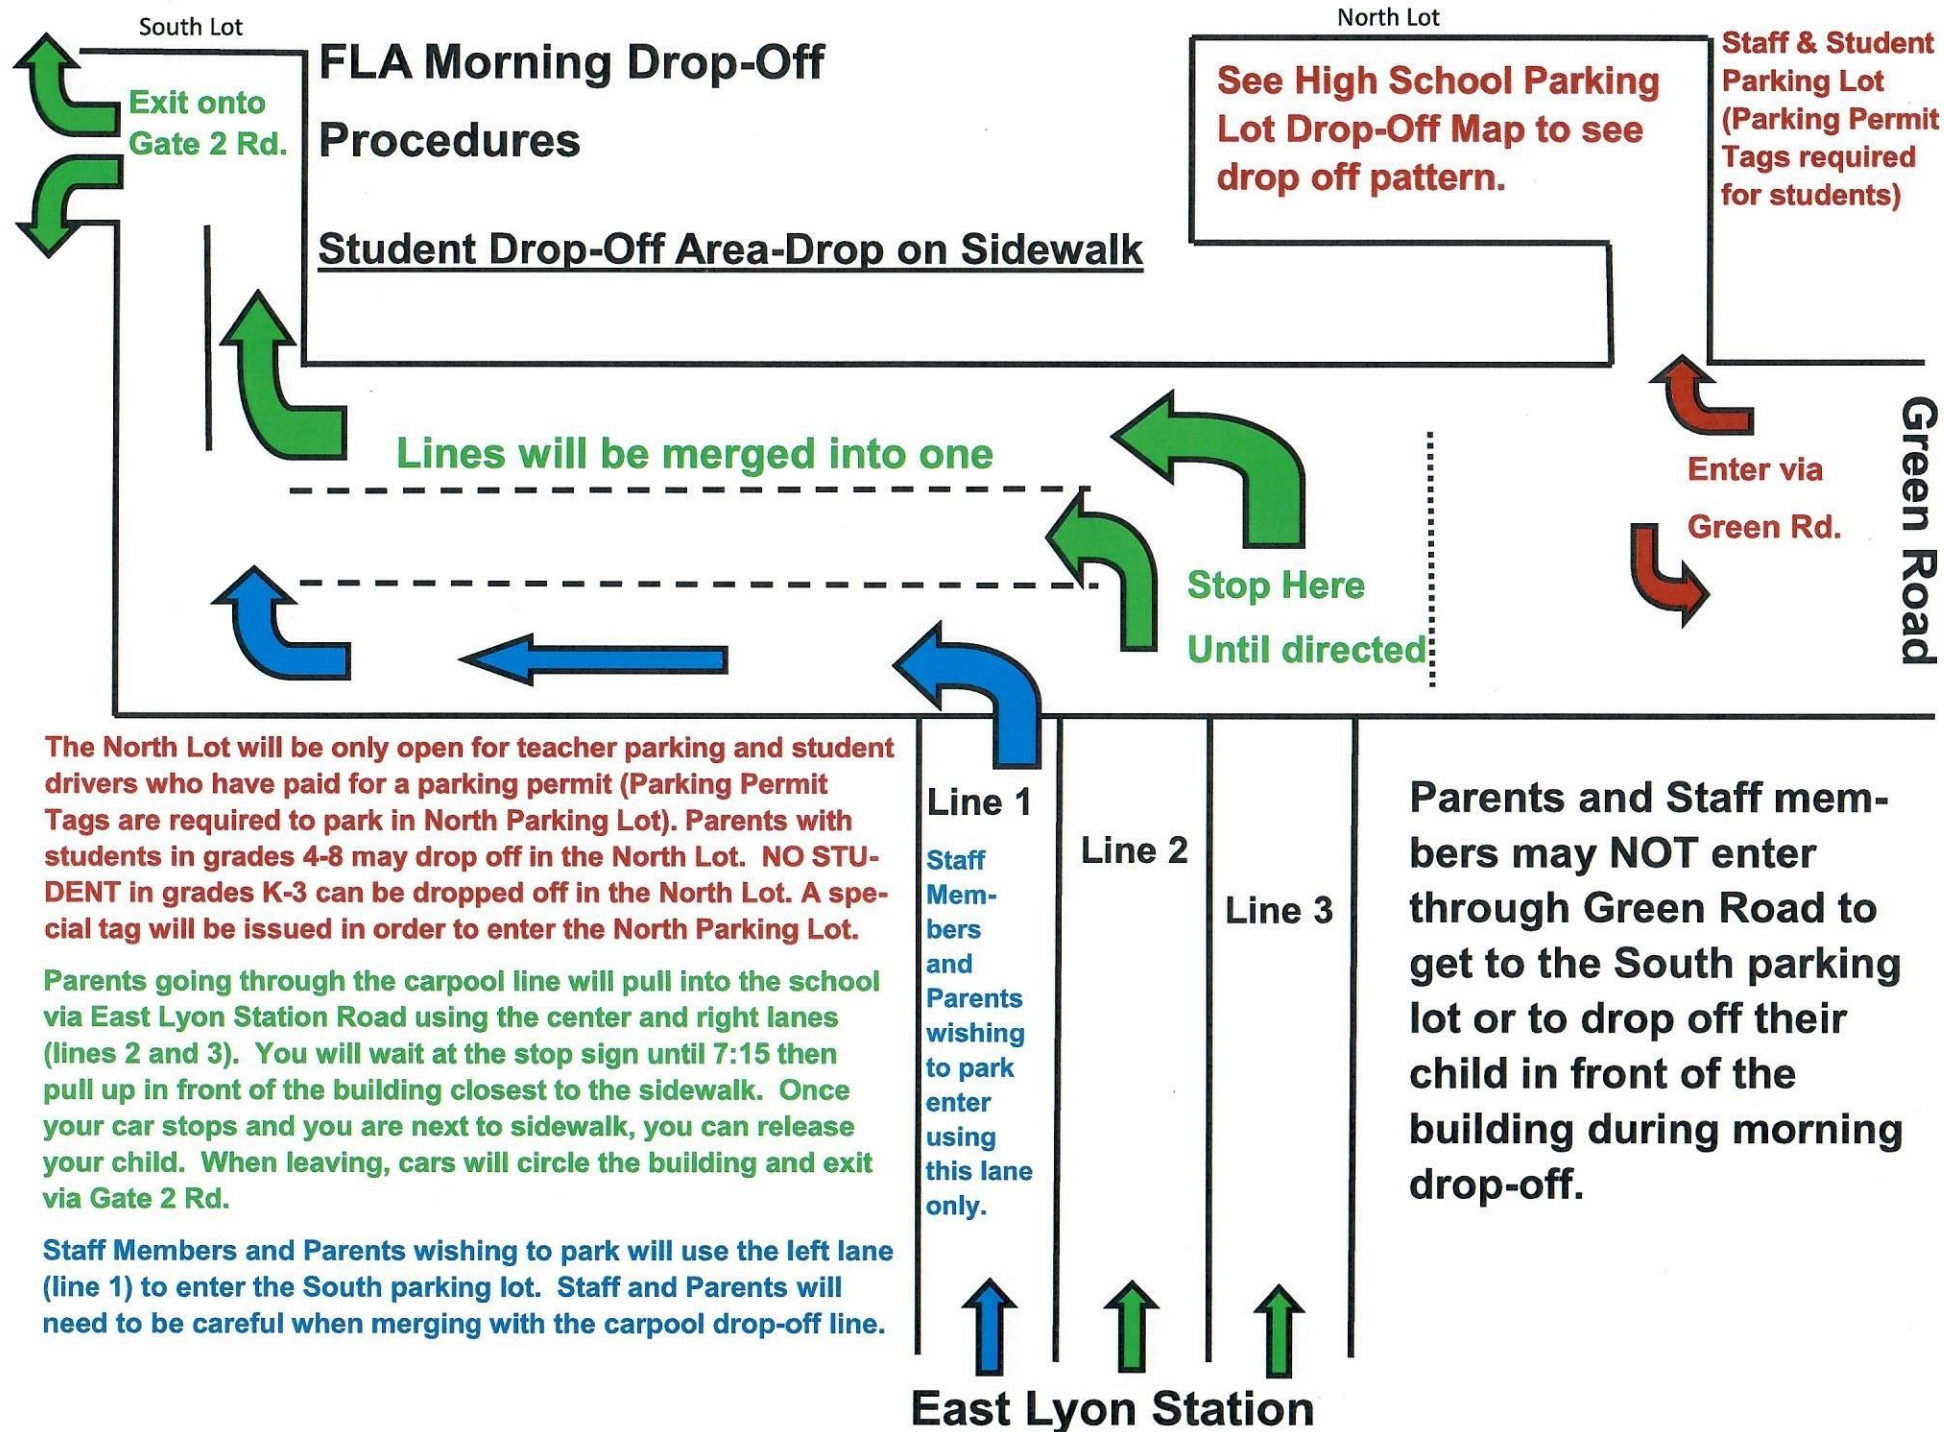 South Lot
North Lot
FLA Morning Drop-Off
Procedures
Student Drop-Off Area-Drop on Sidewalk
Exit onto
Gate 2 Rd.
See High School Parking
Lot Drop-Off Map to see
drop off pattern.
Staff & Student
Parking Lot
(Parking Permit
Tags required
for students)
Lines will be merged into one
Stop Here
Until directed
Enter via
Green Rd.
Green Road
The North Lot will be only open for teacher parking and student
drivers who have paid for a parking permit (Parking Permit
Tags are required to park in North Parking Lot). Parents with
students in grades 4-8 may drop off in the North Lot.  NO STU-
DENT in grades K-3 can be dropped off in the North Lot. A spe-
cial tag will be issued in order to enter the North Parking Lot.
Parents going through the carpool line will pull into the school
via East Lyon Station Road using the center and right lanes
(lines 2 and 3).  You will wait at the stop sign until 7:15 then
pull up in front of the building closest to the sidewalk.  Once
your car stops and you are next to sidewalk, you can release
your child.  When leaving, cars will circle the building and exit
via Gate 2 Rd.
Staff Members and Parents wishing to park will use the left lane
(line 1) to enter the South parking lot.  Staff and Parents will
need to be careful when merging with the carpool drop-off line.
Line 1
Staff
Mem-
bers
and
Parents
wishing
to park
enter
using
this lane
only.
Line 2
Line 3
Parents and Staff mem-
bers may NOT enter
through Green Road to
get to the South parking
lot or to drop off their
child in front of the
building during morning
drop-off.
East Lyon Station